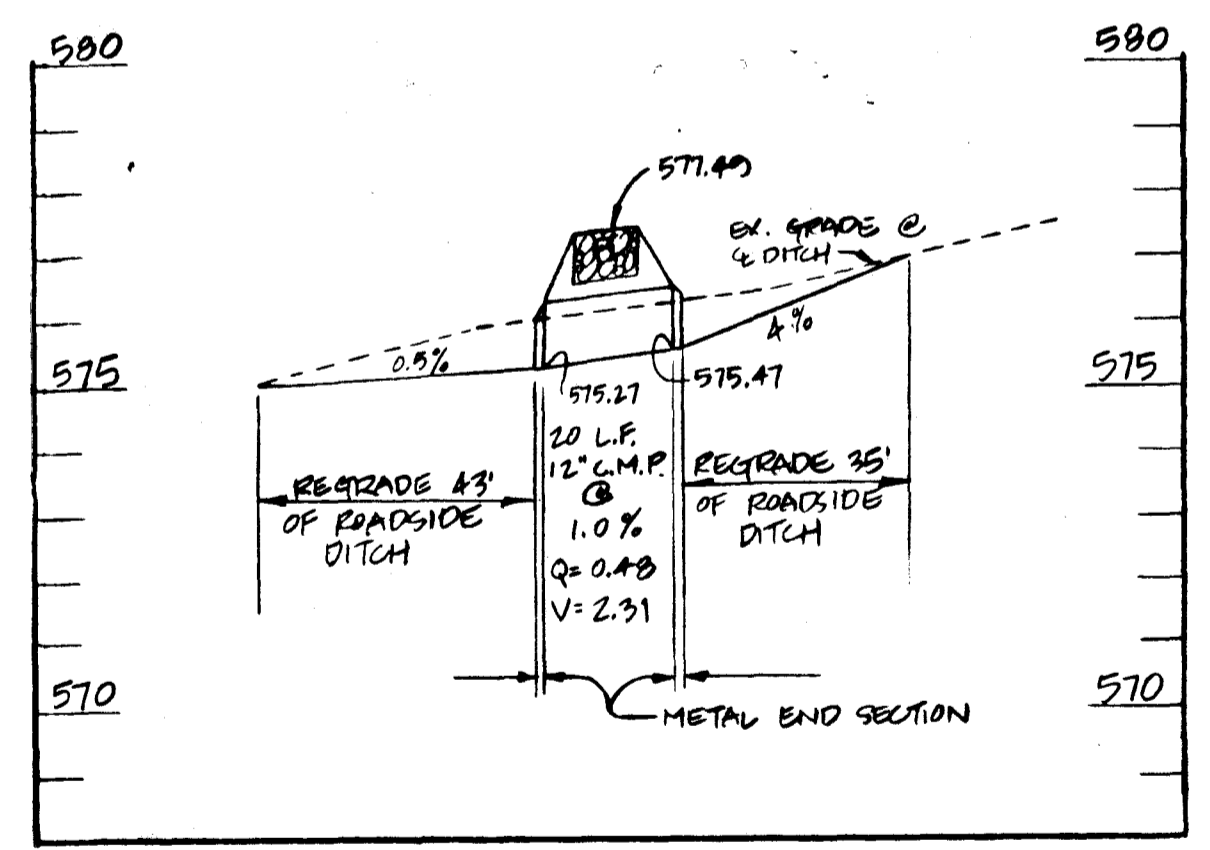 580
580
577.49
EX. GRADE @
℄ DITCH
4%
0.5%
575
575
575.27
575.47
20 L.F.
12" C.M.P.
@
1.0%
Q= 0.48
V= 2.31
REGRADE 43'
OF ROADSIDE
DITCH
REGRADE 35'
OF ROADSIDE
DITCH
570
570
METAL END SECTION